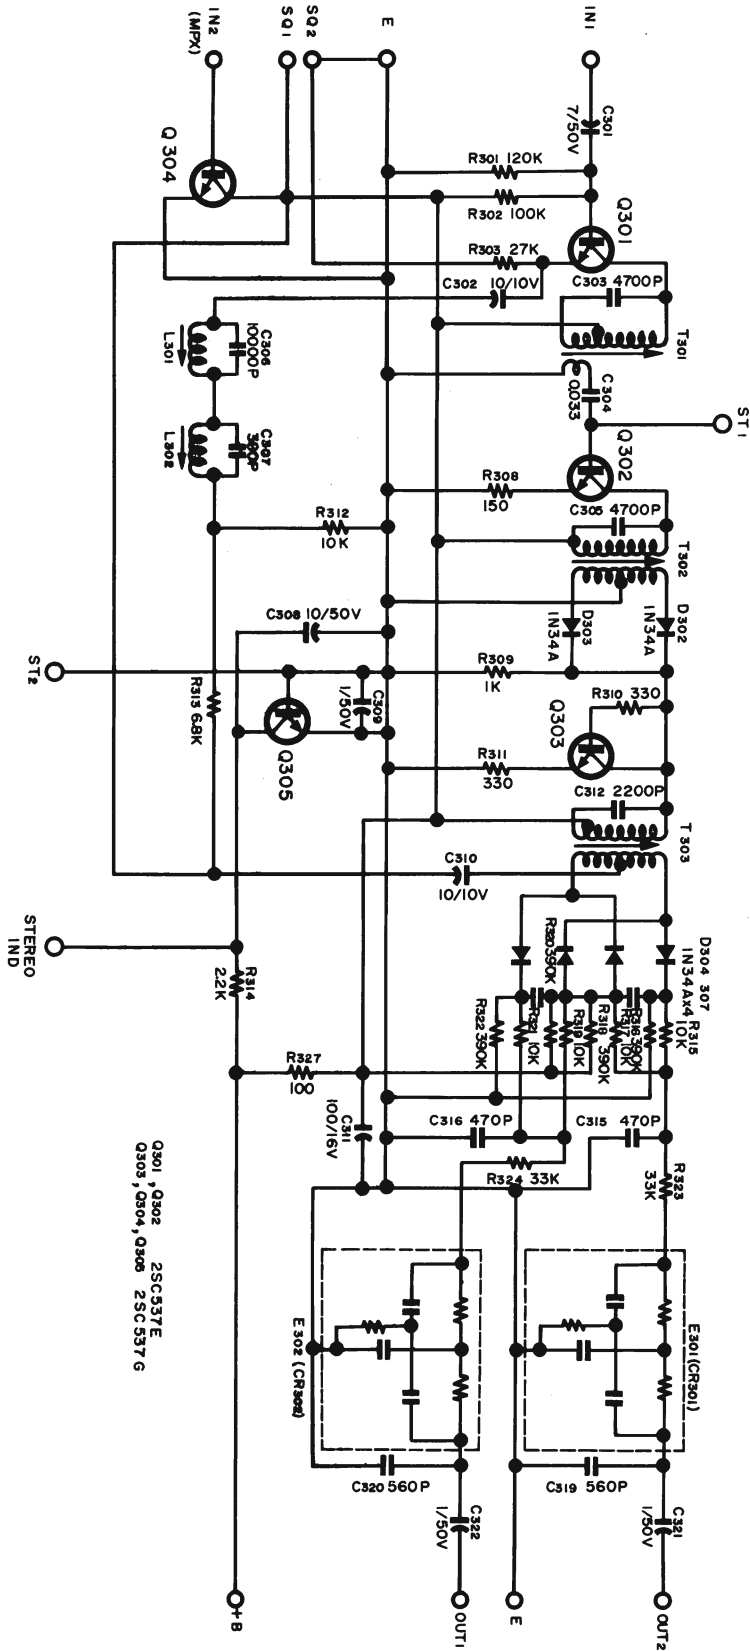 IN2
(MPX)
SQ1
SQ2
E
IN1
C301
7/50V
Q304
R301 120K
R302 100K
Q301
R303 27K
C302 10/10V
C303 4700P
T301
C306
10000P
L301
C304
0.033
ST1
C307
390P
L302
Q302
R308
150
C305 4700P
R312
10K
T302
C308 10/50V
D303
1N34A
D302
1N34A
ST2
R309
1K
R313 6.8K
C309
1/50V
R310 330
Q303
Q305
R311
330
C312 2200P
T303
C310
10/10V
STEREO
IND
R314
2.2K
D304 307
1N34A×4
R315
10K
R320 390K
R322 390K
R321 10K
R319 10K
R318 390K
R317 10K
R316 390K
R327
100
C311
100/16V
C316 470P
C315 470P
R324 33K
R323
33K
Q301, Q302 2SC537E
Q303, Q304, Q305 2SC537G
E302 (CR302)
E301 (CR301)
C320 560P
C319 560P
C322
1/50V
C321
1/50V
+B
OUT1
E
OUT2